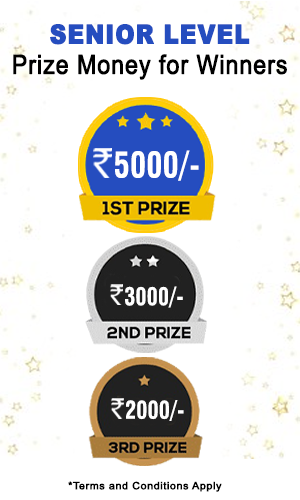 SENIOR LEVEL
Prize Money for Winners
₹5000/-
1ST PRIZE
₹3000/-
2ND PRIZE
₹2000/-
3RD PRIZE
*Terms and Conditions Apply